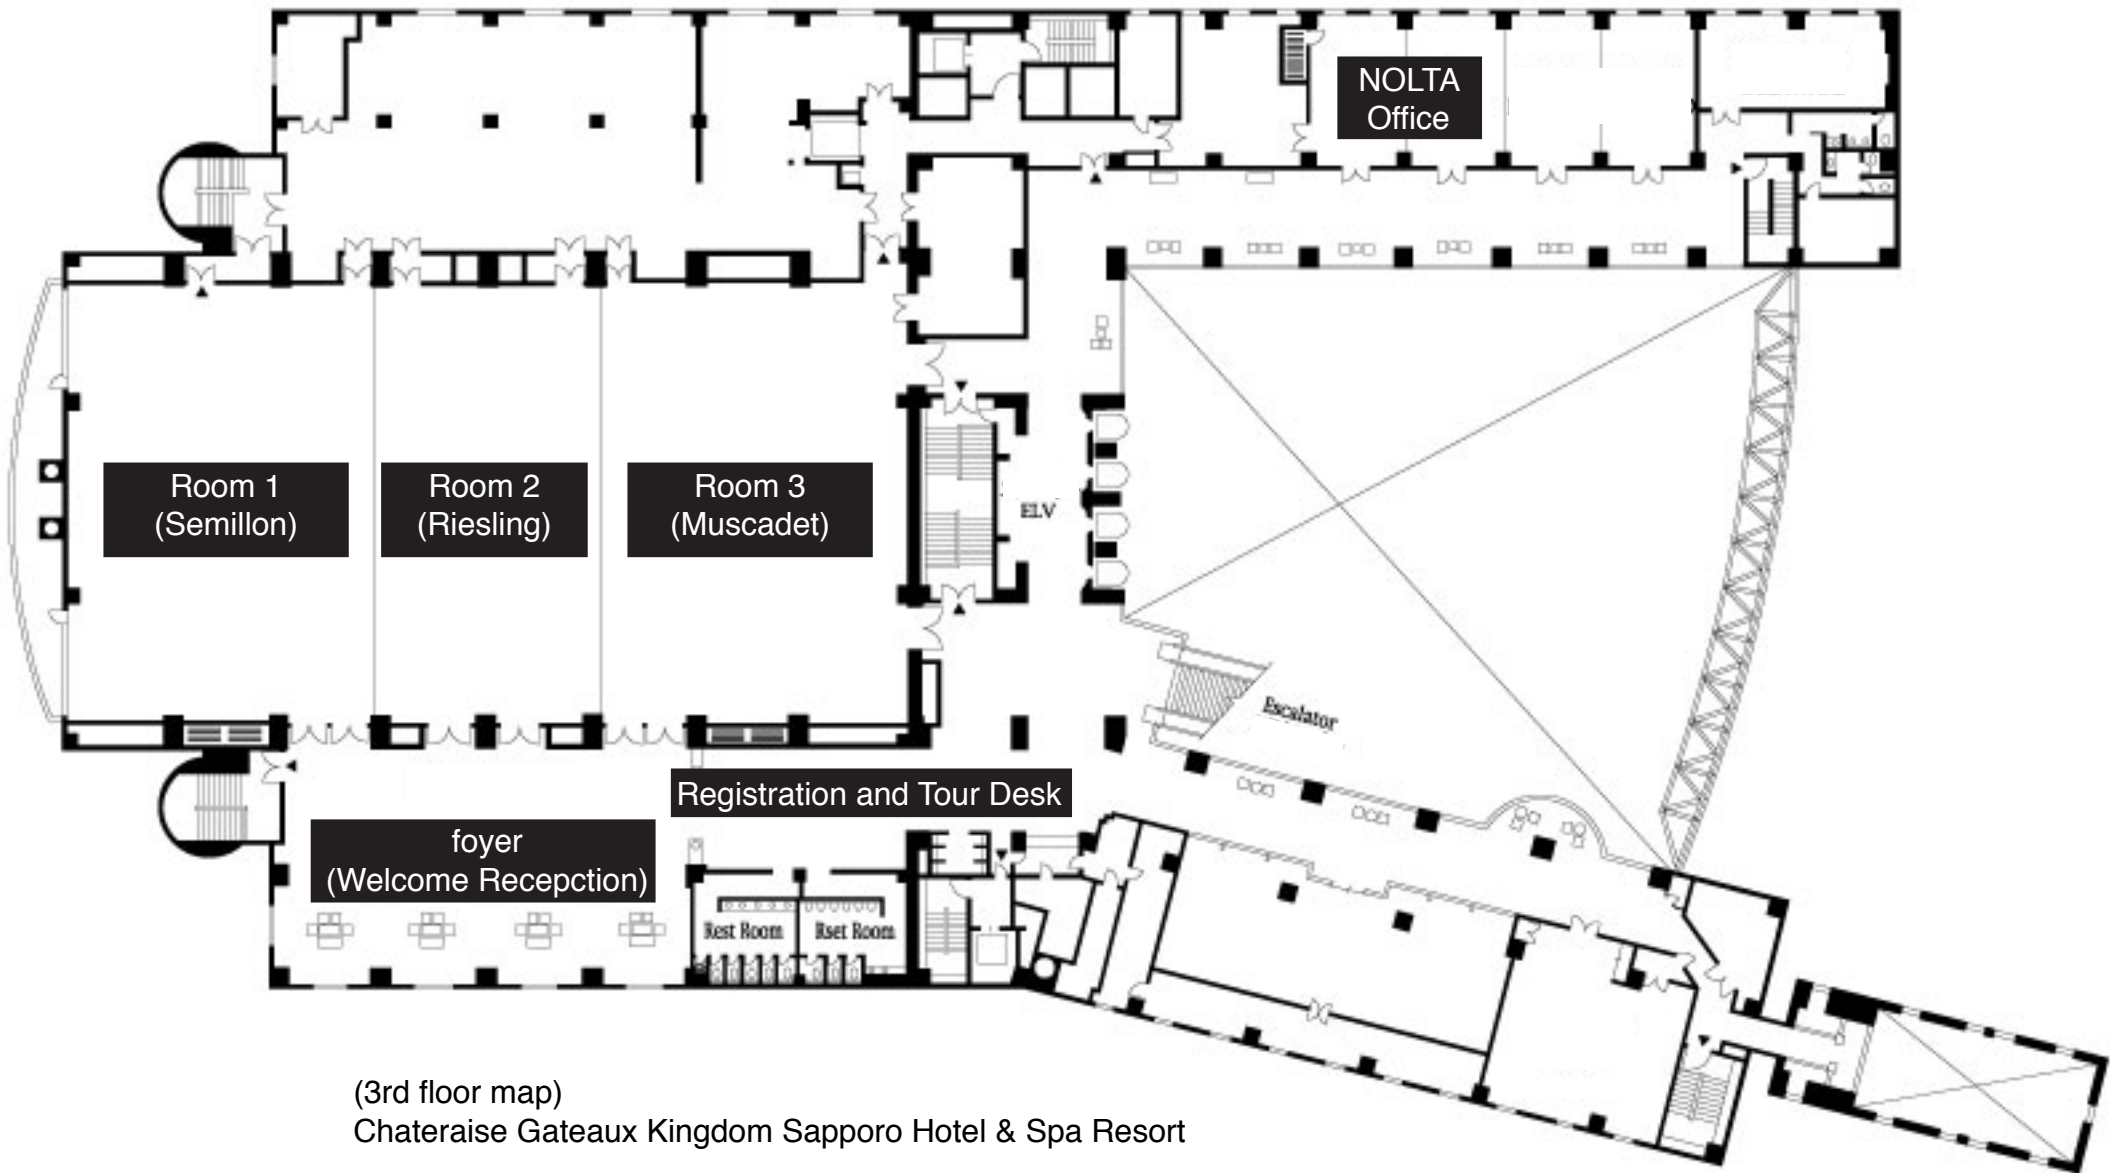 NOLTA
Office
Room 1
(Semillon)
Room 2
(Riesling)
Room 3
(Muscadet)
ELV
Escalator
Registration and Tour Desk
foyer
(Welcome Recepction)
Rest Room
Rset Room
(3rd floor map)
Chateraise Gateaux Kingdom Sapporo Hotel & Spa Resort